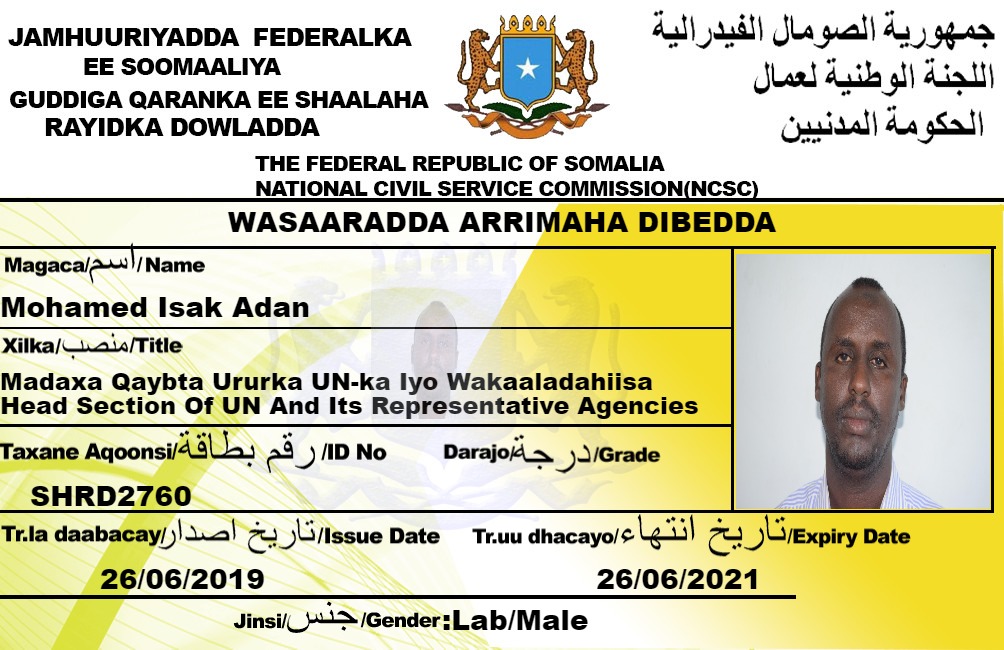 JAMHUURIYADDA FEDERALKA
EE SOOMAALIYA
GUDDIGA QARANKA EE SHAALAHA
RAYIDKA DOWLADDA
جمهورية الصومال الفيدرالية
اللجنة الوطنية لعمال
الحكومة المدنيين
THE FEDERAL REPUBLIC OF SOMALIA
NATIONAL CIVIL SERVICE COMMISSION(NCSC)
WASAARADDA ARRIMAHA DIBEDDA
Magaca/اسم/Name
Mohamed Isak Adan
Xilka/منصب/Title
Madaxa Qaybta Ururka UN-ka Iyo Wakaaladahiisa
Head Section Of UN And Its Representative Agencies
Taxane Aqoonsi/رقم بطاقة/ID No
Darajo/درجة/Grade
SHRD2760
Tr.la daabacay/تاريخ اصدار/Issue Date
Tr.uu dhacayo/تاريخ انتهاء/Expiry Date
26/06/2019
26/06/2021
Jinsi/جنس/Gender:Lab/Male